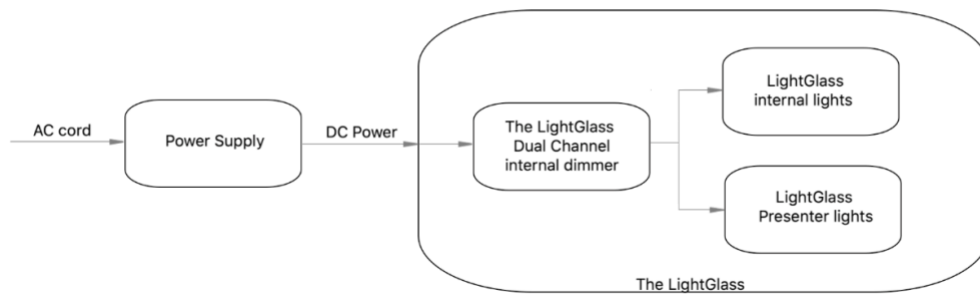 AC cord
Power Supply
DC Power
The LightGlass
Dual Channel
internal dimmer
LightGlass
internal lights
LightGlass
Presenter lights
The LightGlass